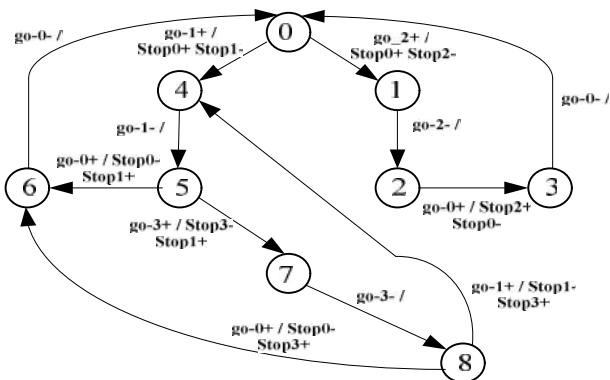 go-0- /
go-1+ /
Stop0+ Stop1-
0
go_2+ /
Stop0+ Stop2-
4
1
go-0- /
go-1- /
go-2- /
go-0+ / Stop0-
Stop1+
6
5
2
3
go-3+ / Stop3-
Stop1+
go-0+ / Stop2+
Stop0-
7
go-3- /
go-1+ / Stop1-
Stop3+
go-0+ / Stop0-
Stop3+
8